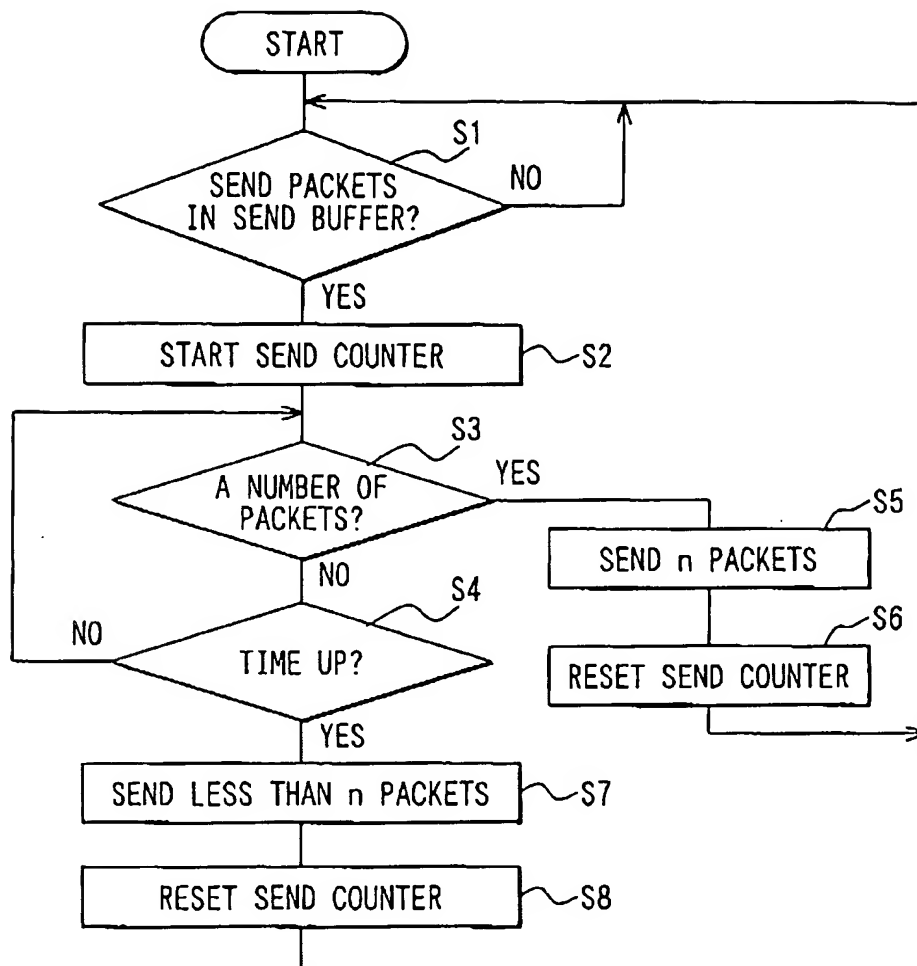 START
S1
SEND PACKETS
IN SEND BUFFER?
NO
YES
START SEND COUNTER
S2
S3
A NUMBER OF
PACKETS?
YES
NO
S5
SEND n PACKETS
S4
NO
TIME UP?
S6
RESET SEND COUNTER
YES
SEND LESS THAN n PACKETS
S7
RESET SEND COUNTER
S8